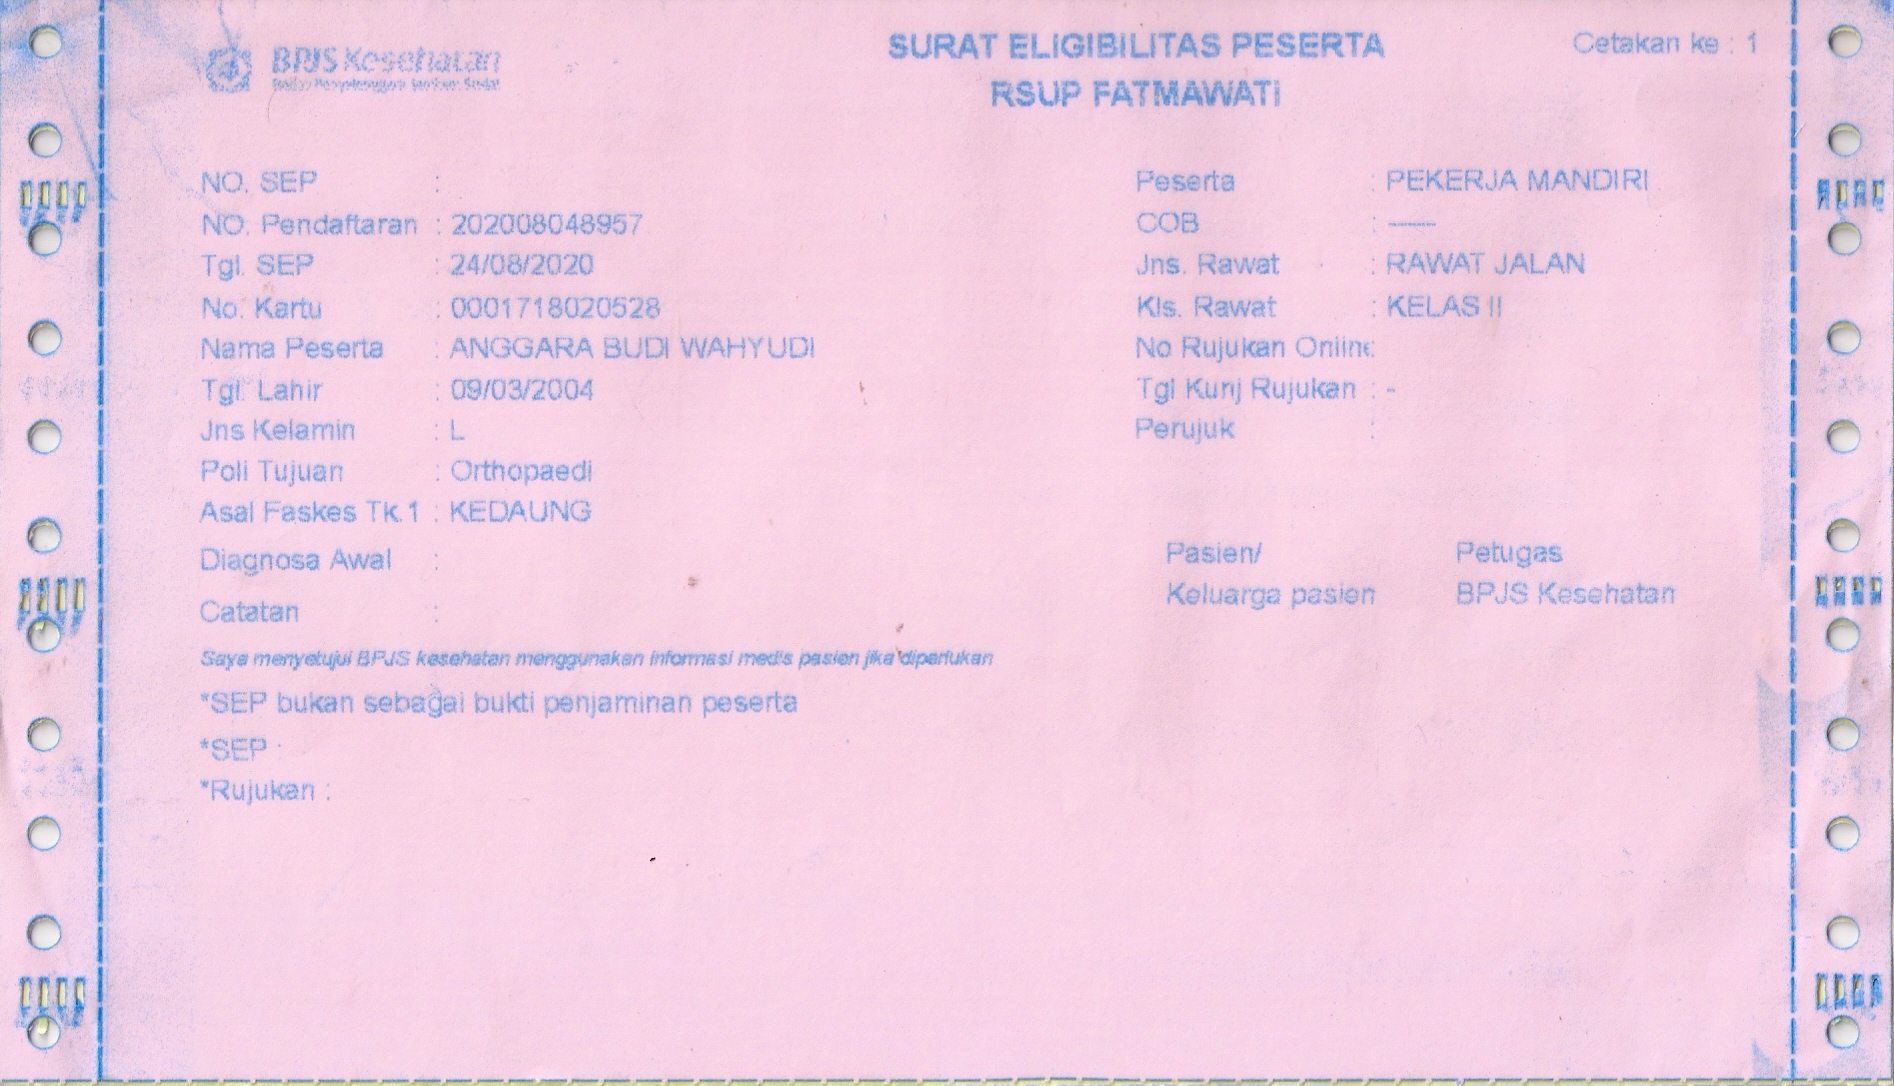 BPJS Kesehatan
Badan Penyelenggara Jaminan Sosial
SURAT ELIGIBILITAS PESERTA
RSUP FATMAWATI
Cetakan ke : 1
NO. SEP :
NO. Pendaftaran : 202008048957
Tgl. SEP : 24/08/2020
No. Kartu : 0001718020528
Nama Peserta : ANGGARA BUDI WAHYUDI
Tgl. Lahir : 09/03/2004
Jns Kelamin : L
Poli Tujuan : Orthopaedi
Asal Faskes Tk.1 : KEDAUNG
Diagnosa Awal :
Catatan :
Peserta : PEKERJA MANDIRI
COB : -----
Jns. Rawat : RAWAT JALAN
Kls. Rawat : KELAS II
No Rujukan Online:
Tgl Kunj Rujukan : -
Perujuk :
Pasien/
Keluarga pasien
Petugas
BPJS Kesehatan
Saya menyetujui BPJS kesehatan menggunakan informasi medis pasien jika diperlukan
*SEP bukan sebagai bukti penjaminan peserta
*SEP
*Rujukan :